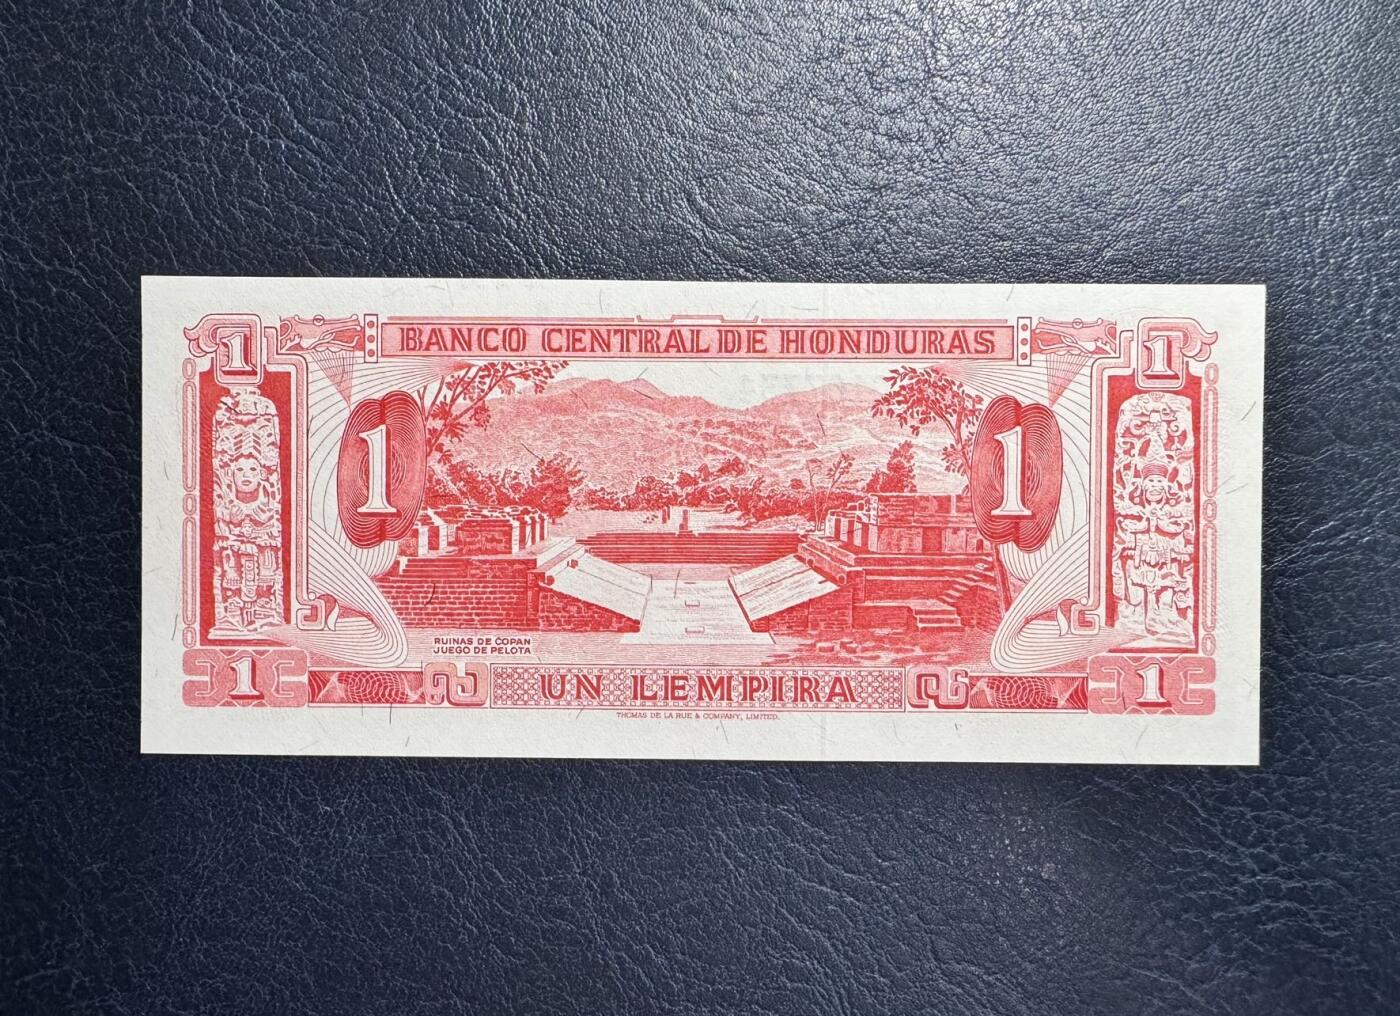 1 BANCO CENTRAL DE HONDURAS 1
1 1
RUINAS DE COPAN
JUEGO DE PELOTA
1 UN LEMPIRA 1
THOMAS DE LA RUE & COMPANY, LIMITED.